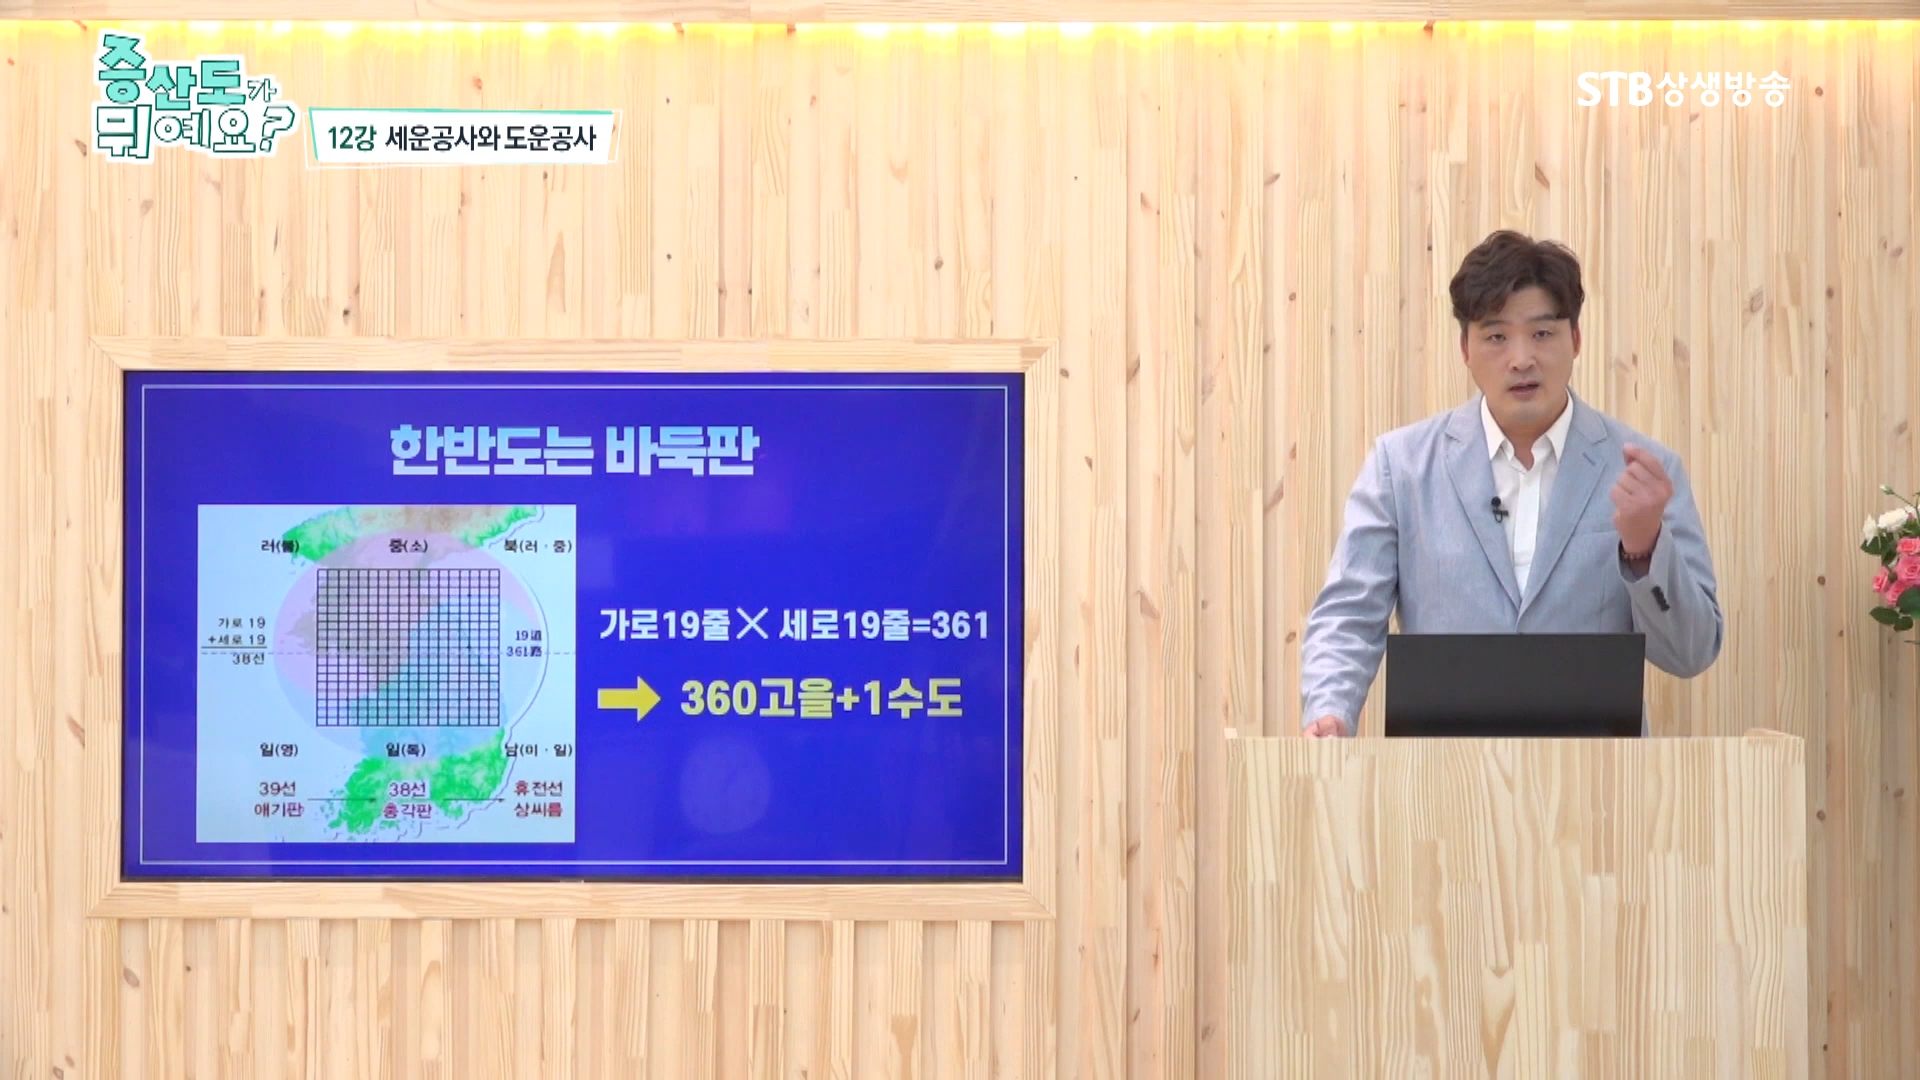 증산도가
뭐예요?
12강 세운공사와 도운공사
STB상생방송
한반도는 바둑판
러(불) 중(소) 북(러·중)
가로 19
+세로 19
38선
19道
361路
일(영) 일(독) 남(미·일)
39선 38선 휴전선
애기판 총각판 상씨름
가로19줄╳세로19줄=361
360고을+1수도